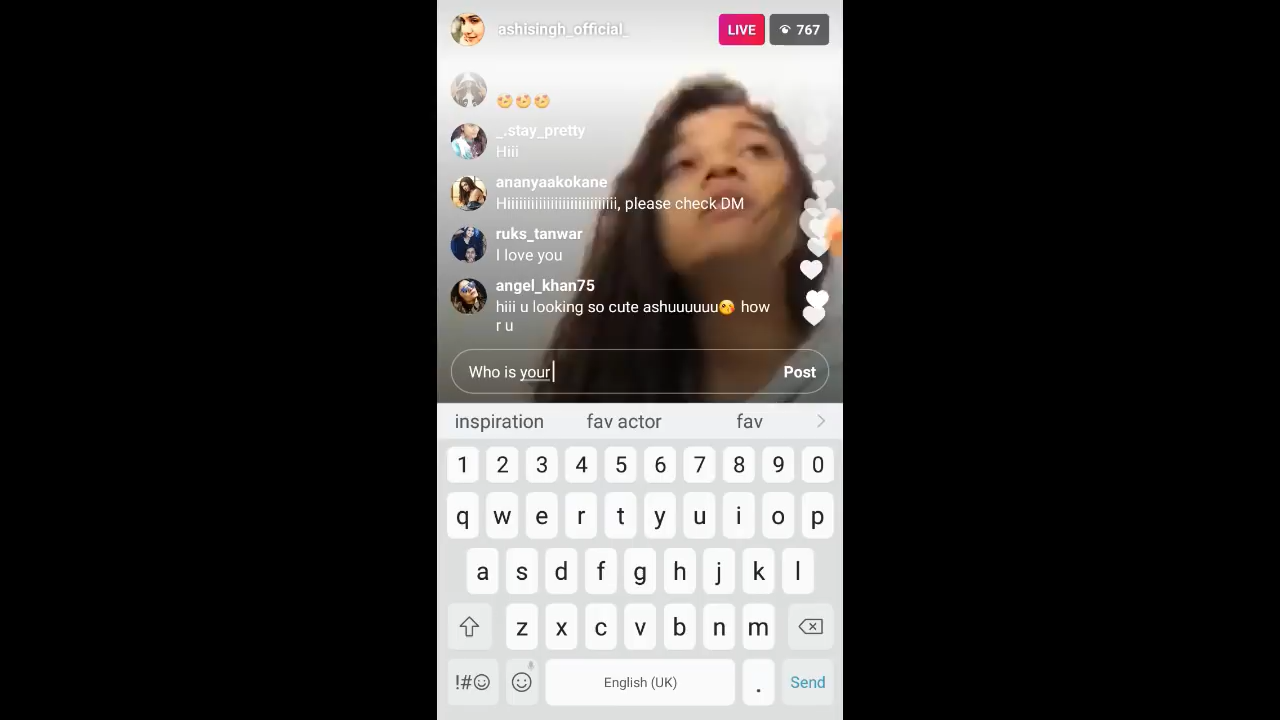 ashisingh_official_
LIVE
767
😍😍😍
_.stay_pretty
Hiii
ananyaakokane
Hiiiiiiiiiiiiiiiiiiiiiiiiiiii, please check DM
ruks_tanwar
I love you
angel_khan75
hiii u looking so cute ashuuuuuu😘 how
r u
Who is your
Post
inspiration fav actor fav
1 2 3 4 5 6 7 8 9 0
q w e r t y u i o p
a s d f g h j k l
z x c v b n m
!#☺ English (UK) . Send